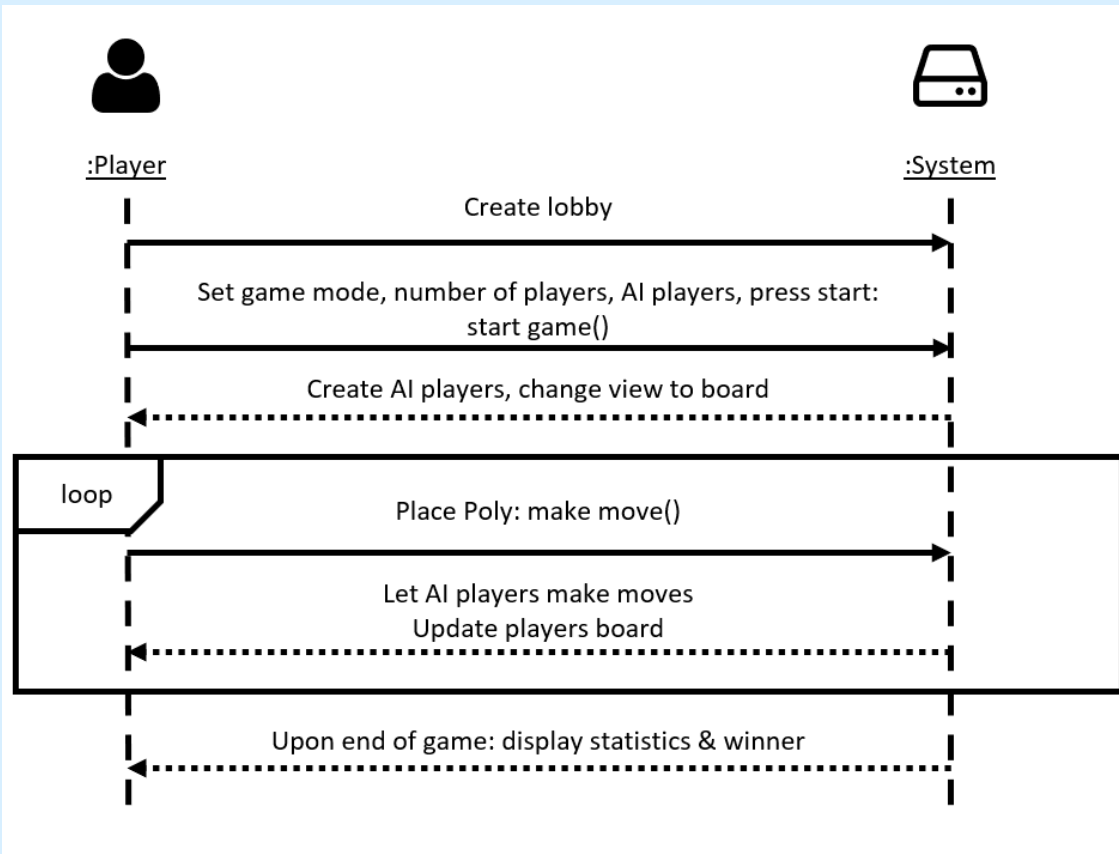 :Player
:System
Create lobby
Set game mode, number of players, AI players, press start:
start game()
Create AI players, change view to board
loop
Place Poly: make move()
Let AI players make moves
Update players board
Upon end of game: display statistics & winner